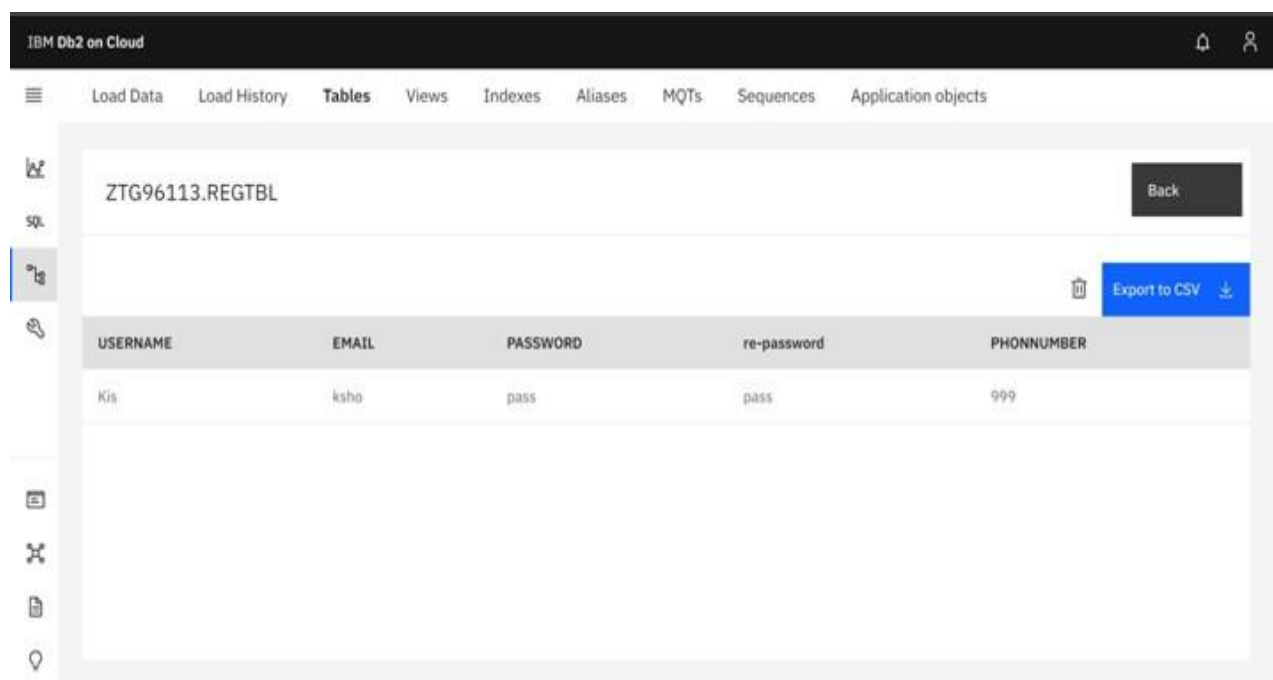 IBM Db2 on Cloud
Load Data Load History Tables Views Indexes Aliases MQTs Sequences Application objects
ZTG96113.REGTBL
Back
SQL
Export to CSV
USERNAME EMAIL PASSWORD re-password PHONNUMBER
Kis ksho pass pass 999